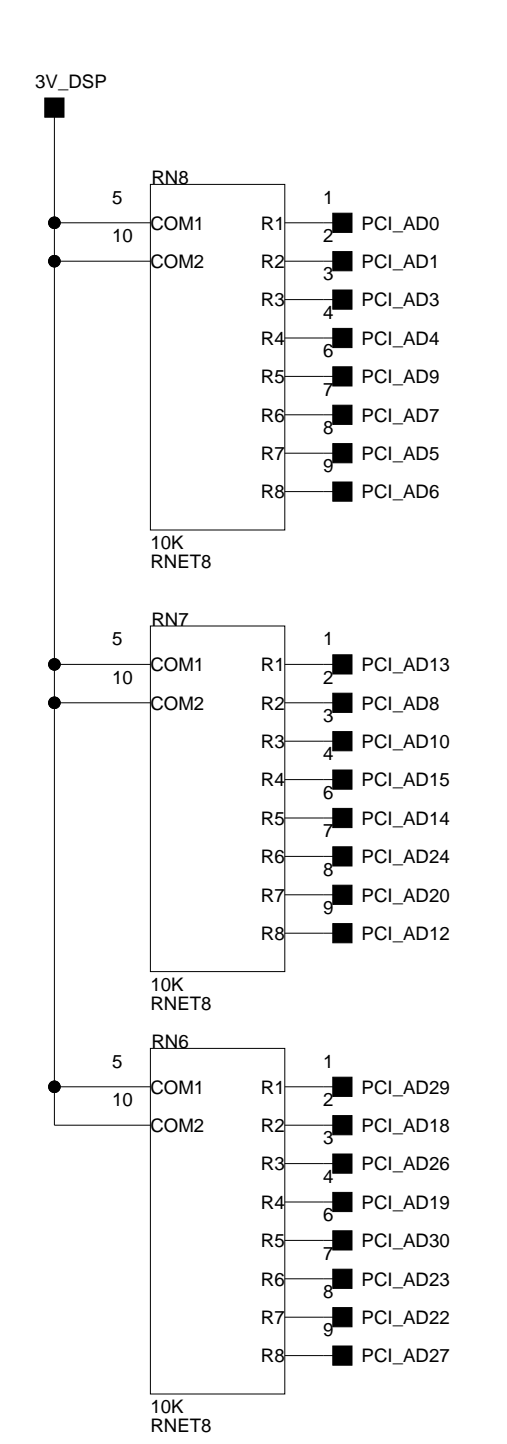 3V_DSP
RN8
5 1
COM1 R1 PCI_AD0
10 2
COM2 R2 PCI_AD1
3
R3 PCI_AD3
4
R4 PCI_AD4
6
R5 PCI_AD9
7
R6 PCI_AD7
8
R7 PCI_AD5
9
R8 PCI_AD6
10K
RNET8
RN7
5 1
COM1 R1 PCI_AD13
10 2
COM2 R2 PCI_AD8
3
R3 PCI_AD10
4
R4 PCI_AD15
6
R5 PCI_AD14
7
R6 PCI_AD24
8
R7 PCI_AD20
9
R8 PCI_AD12
10K
RNET8
RN6
5 1
COM1 R1 PCI_AD29
10 2
COM2 R2 PCI_AD18
3
R3 PCI_AD26
4
R4 PCI_AD19
6
R5 PCI_AD30
7
R6 PCI_AD23
8
R7 PCI_AD22
9
R8 PCI_AD27
10K
RNET8